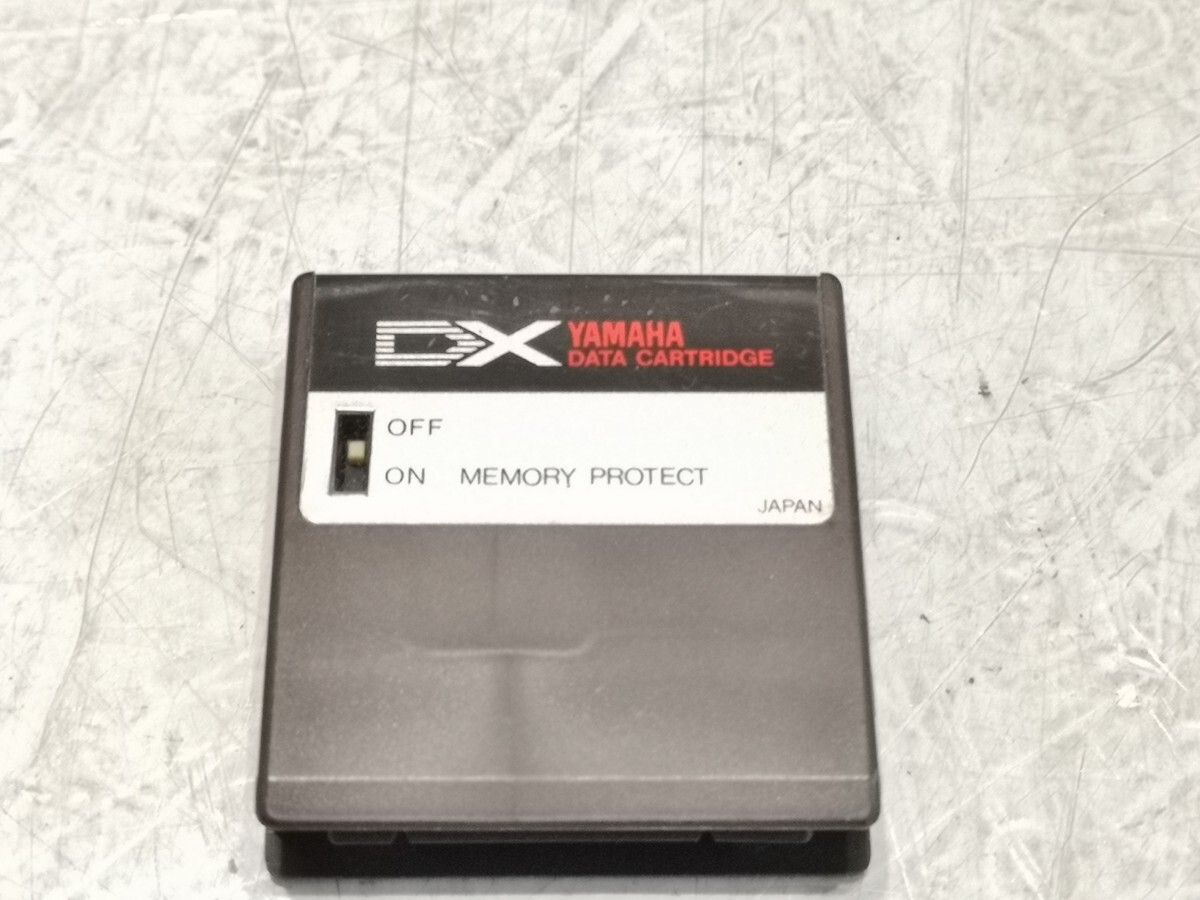 DX YAMAHA
DATA CARTRIDGE
OFF
ON MEMORY PROTECT
JAPAN